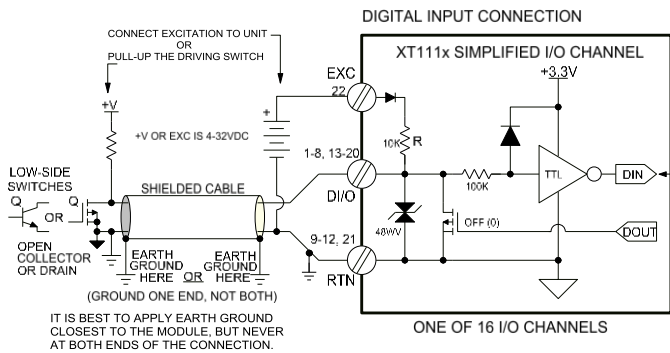 DIGITAL INPUT CONNECTION
CONNECT EXCITATION TO UNIT
OR
PULL-UP THE DRIVING SWITCH
XT111x SIMPLIFIED I/O CHANNEL
EXC
22
+3.3V
+V
+
+V OR EXC IS 4-32VDC
10K
R
1-8, 13-20
DI/O
100K
TTL
DIN
LOW-SIDE
SWITCHES
Q
OR
Q
SHIELDED CABLE
48WV
OFF (0)
DOUT
OPEN
COLLECTOR
OR DRAIN
9-12, 21
RTN
EARTH
GROUND
HERE
OR
EARTH
GROUND
HERE
(GROUND ONE END, NOT BOTH)
IT IS BEST TO APPLY EARTH GROUND
CLOSEST TO THE MODULE, BUT NEVER
AT BOTH ENDS OF THE CONNECTION.
ONE OF 16 I/O CHANNELS